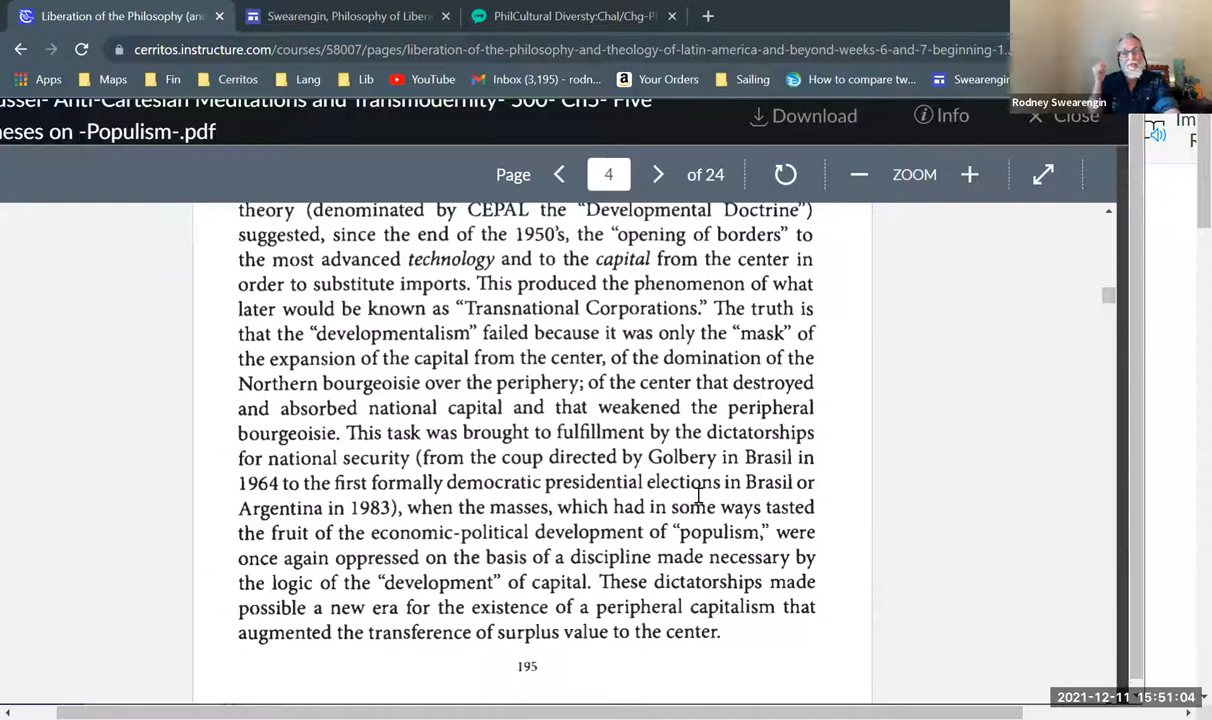 Liberation of the Philosophy (and
Swearengin, Philosophy of Libera
PhilCultural Diversty:Chal/Chg-P
cerritos.instructure.com/courses/58007/pages/liberation-of-the-philosophy-and-theology-of-latin-america-and-beyond-weeks-6-and-7-beginning-1...
Apps
Maps
Fin
Cerritos
Lang
Lib
YouTube
Inbox (3,195) - rodn...
Your Orders
Sailing
How to compare tw...
Swearengin
Rodney Swearengin
ussel- Anti-Cartesian Meditations and Transmodernity- 300- Ch5- Five
heses on -Populism-.pdf
Download
Info
Close
Im
R
Page
4
of 24
ZOOM
theory (denominated by CEPAL the “Developmental Doctrine”)
suggested, since the end of the 1950’s, the “opening of borders” to
the most advanced technology and to the capital from the center in
order to substitute imports. This produced the phenomenon of what
later would be known as “Transnational Corporations.” The truth is
that the “developmentalism” failed because it was only the “mask” of
the expansion of the capital from the center, of the domination of the
Northern bourgeoisie over the periphery; of the center that destroyed
and absorbed national capital and that weakened the peripheral
bourgeoisie. This task was brought to fulfillment by the dictatorships
for national security (from the coup directed by Golbery in Brasil in
1964 to the first formally democratic presidential elections in Brasil or
Argentina in 1983), when the masses, which had in some ways tasted
the fruit of the economic-political development of “populism,” were
once again oppressed on the basis of a discipline made necessary by
the logic of the “development” of capital. These dictatorships made
possible a new era for the existence of a peripheral capitalism that
augmented the transference of surplus value to the center.
195
2021-12-11 15:51:04